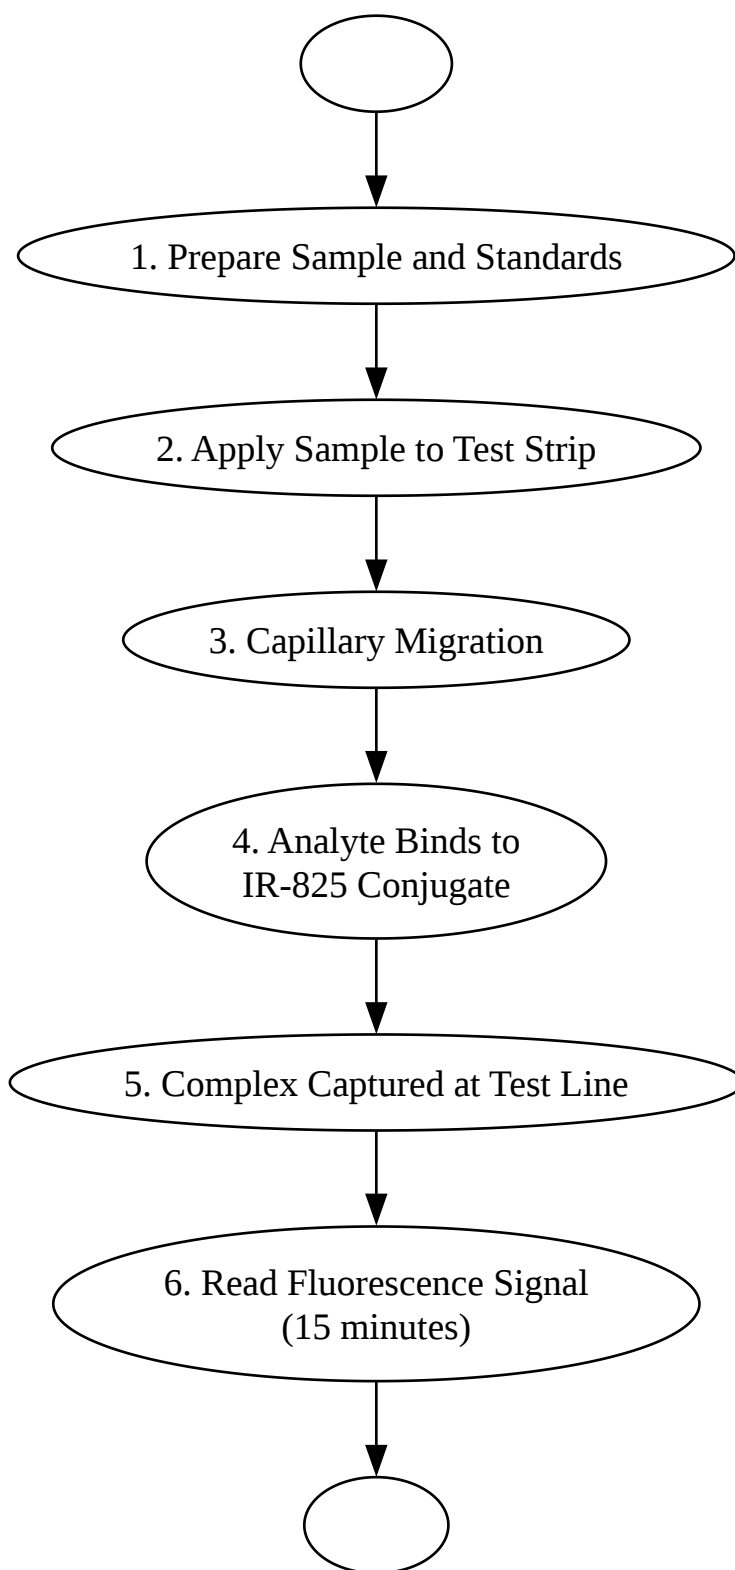 1. Prepare Sample and Standards
2. Apply Sample to Test Strip
3. Capillary Migration
4. Analyte Binds to
IR-825 Conjugate
5. Complex Captured at Test Line
6. Read Fluorescence Signal
(15 minutes)